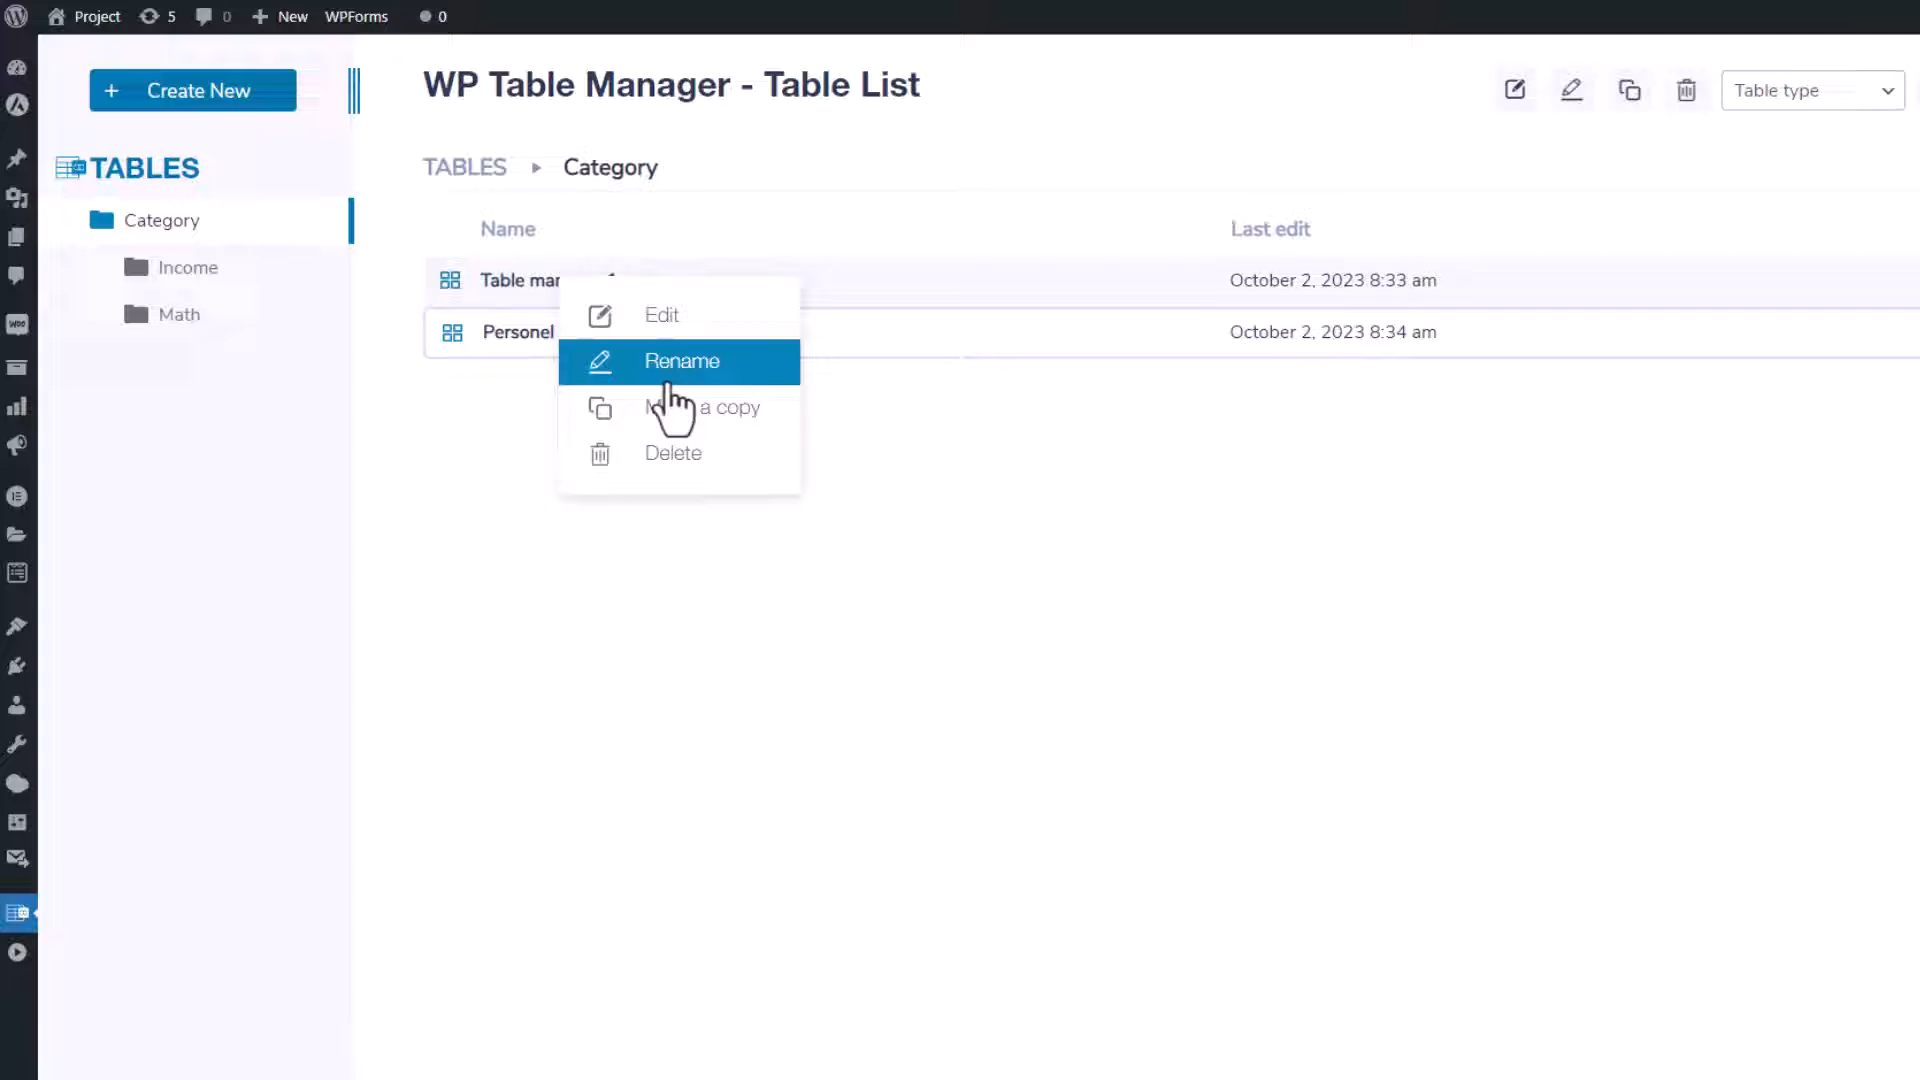 Project 5 0 New WPForms 0
Create New
WP Table Manager - Table List
Table type
TABLES
TABLES Category
Category
Name Last edit
Income
Table October 2, 2023 8:33 am
Math
Edit
Personel October 2, 2023 8:34 am
Rename
a copy
Delete